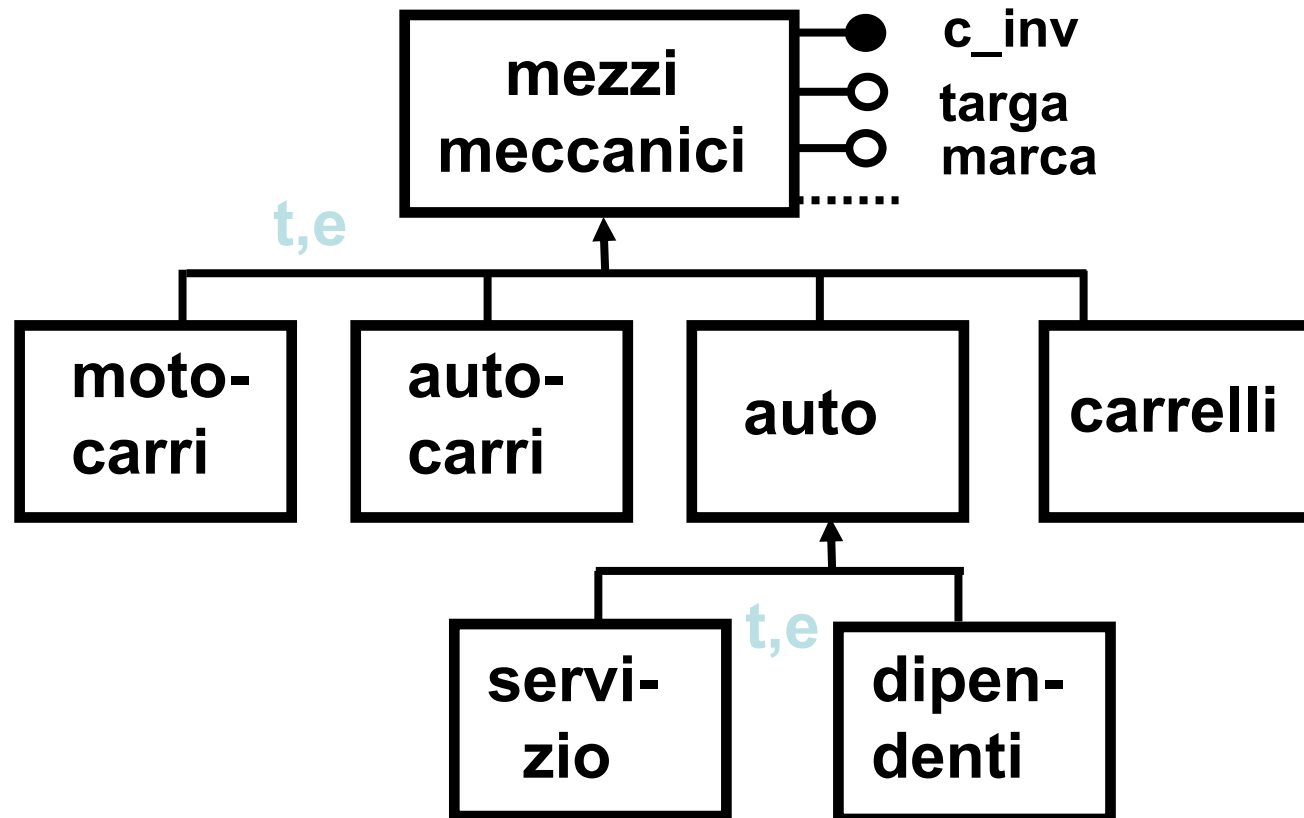 mezzi
meccanici
c_inv
targa
marca
t,e
moto-
carri
auto-
carri
auto
carrelli
t,e
servi-
zio
dipen-
denti